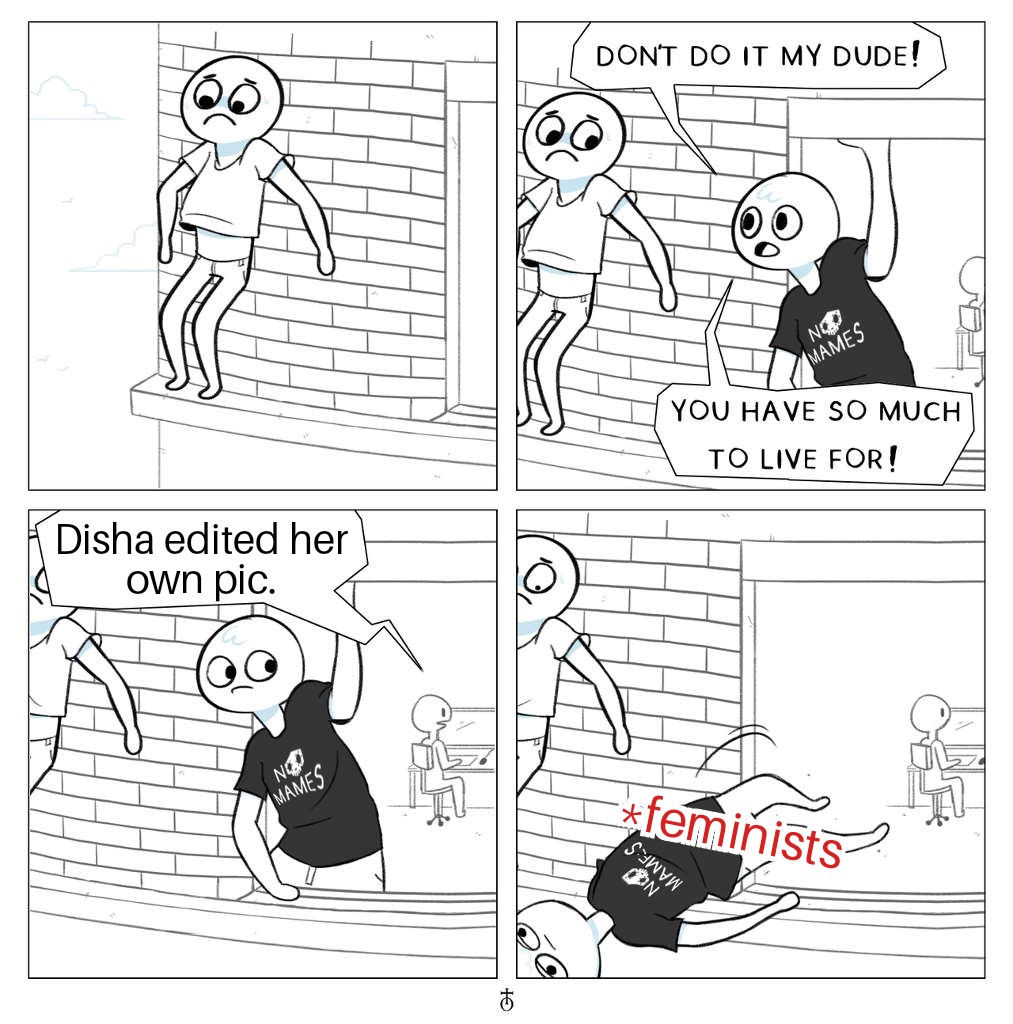 DON'T DO IT MY DUDE!
NO
MAMES
YOU HAVE SO MUCH
TO LIVE FOR!
Disha edited her
own pic.
NO
MAMES
*feminists
NO
MAMES